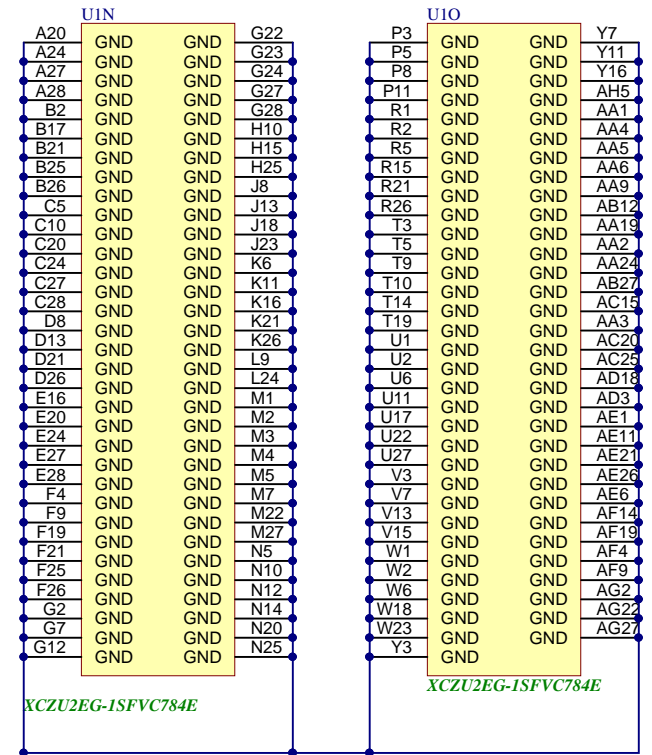 U1N
A20 GND GND G22
A24 GND GND G23
A27 GND GND G24
A28 GND GND G27
B2 GND GND G28
B17 GND GND H10
B21 GND GND H15
B25 GND GND H25
B26 GND GND J8
C5 GND GND J13
C10 GND GND J18
C20 GND GND J23
C24 GND GND K6
C27 GND GND K11
C28 GND GND K16
D8 GND GND K21
D13 GND GND K26
D21 GND GND L9
D26 GND GND L24
E16 GND GND M1
E20 GND GND M2
E24 GND GND M3
E27 GND GND M4
E28 GND GND M5
F4 GND GND M7
F9 GND GND M22
F19 GND GND M27
F21 GND GND N5
F25 GND GND N10
F26 GND GND N12
G2 GND GND N14
G7 GND GND N20
G12 GND GND N25
XCZU2EG-1SFVC784E
U1O
P3 GND GND Y7
P5 GND GND Y11
P8 GND GND Y16
P11 GND GND AH5
R1 GND GND AA1
R2 GND GND AA4
R5 GND GND AA5
R15 GND GND AA6
R21 GND GND AA9
R26 GND GND AB12
T3 GND GND AA19
T5 GND GND AA2
T9 GND GND AA24
T10 GND GND AB27
T14 GND GND AC15
T19 GND GND AA3
U1 GND GND AC20
U2 GND GND AC25
U6 GND GND AD18
U11 GND GND AD3
U17 GND GND AE1
U22 GND GND AE11
U27 GND GND AE21
V3 GND GND AE26
V7 GND GND AE6
V13 GND GND AF14
V15 GND GND AF19
W1 GND GND AF4
W2 GND GND AF9
W6 GND GND AG2
W18 GND GND AG22
W23 GND GND AG27
Y3 GND
XCZU2EG-1SFVC784E